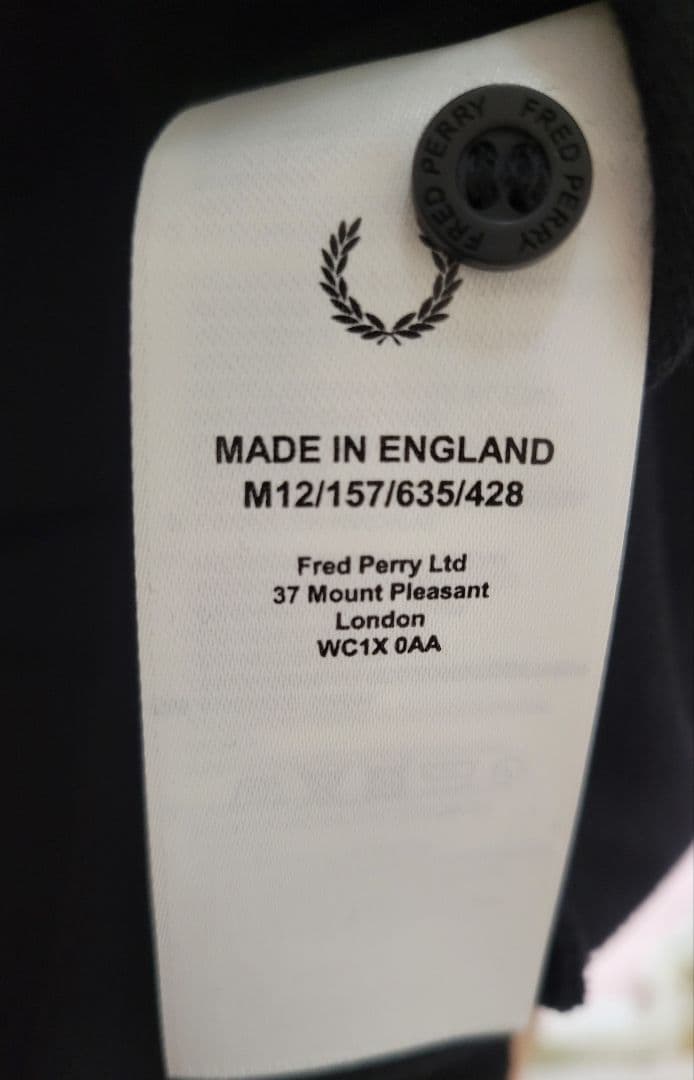 FRED PERRY FRED PERRY
MADE IN ENGLAND
M12/157/635/428
Fred Perry Ltd
37 Mount Pleasant
London
WC1X 0AA